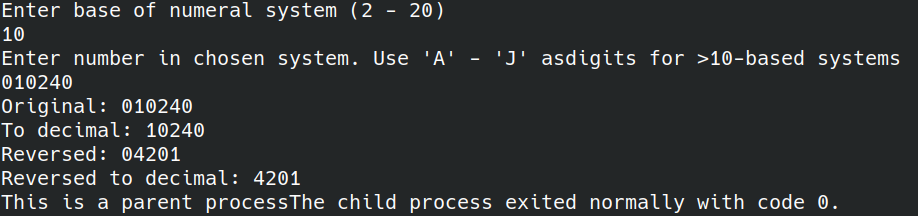 Enter base of numeral system (2 – 20)
10
Enter number in chosen system. Use 'A' – 'J' asdigits for >10-based systems
010240
Original: 010240
To decimal: 10240
Reversed: 04201
Reversed to decimal: 4201
This is a parent processThe child process exited normally with code 0.